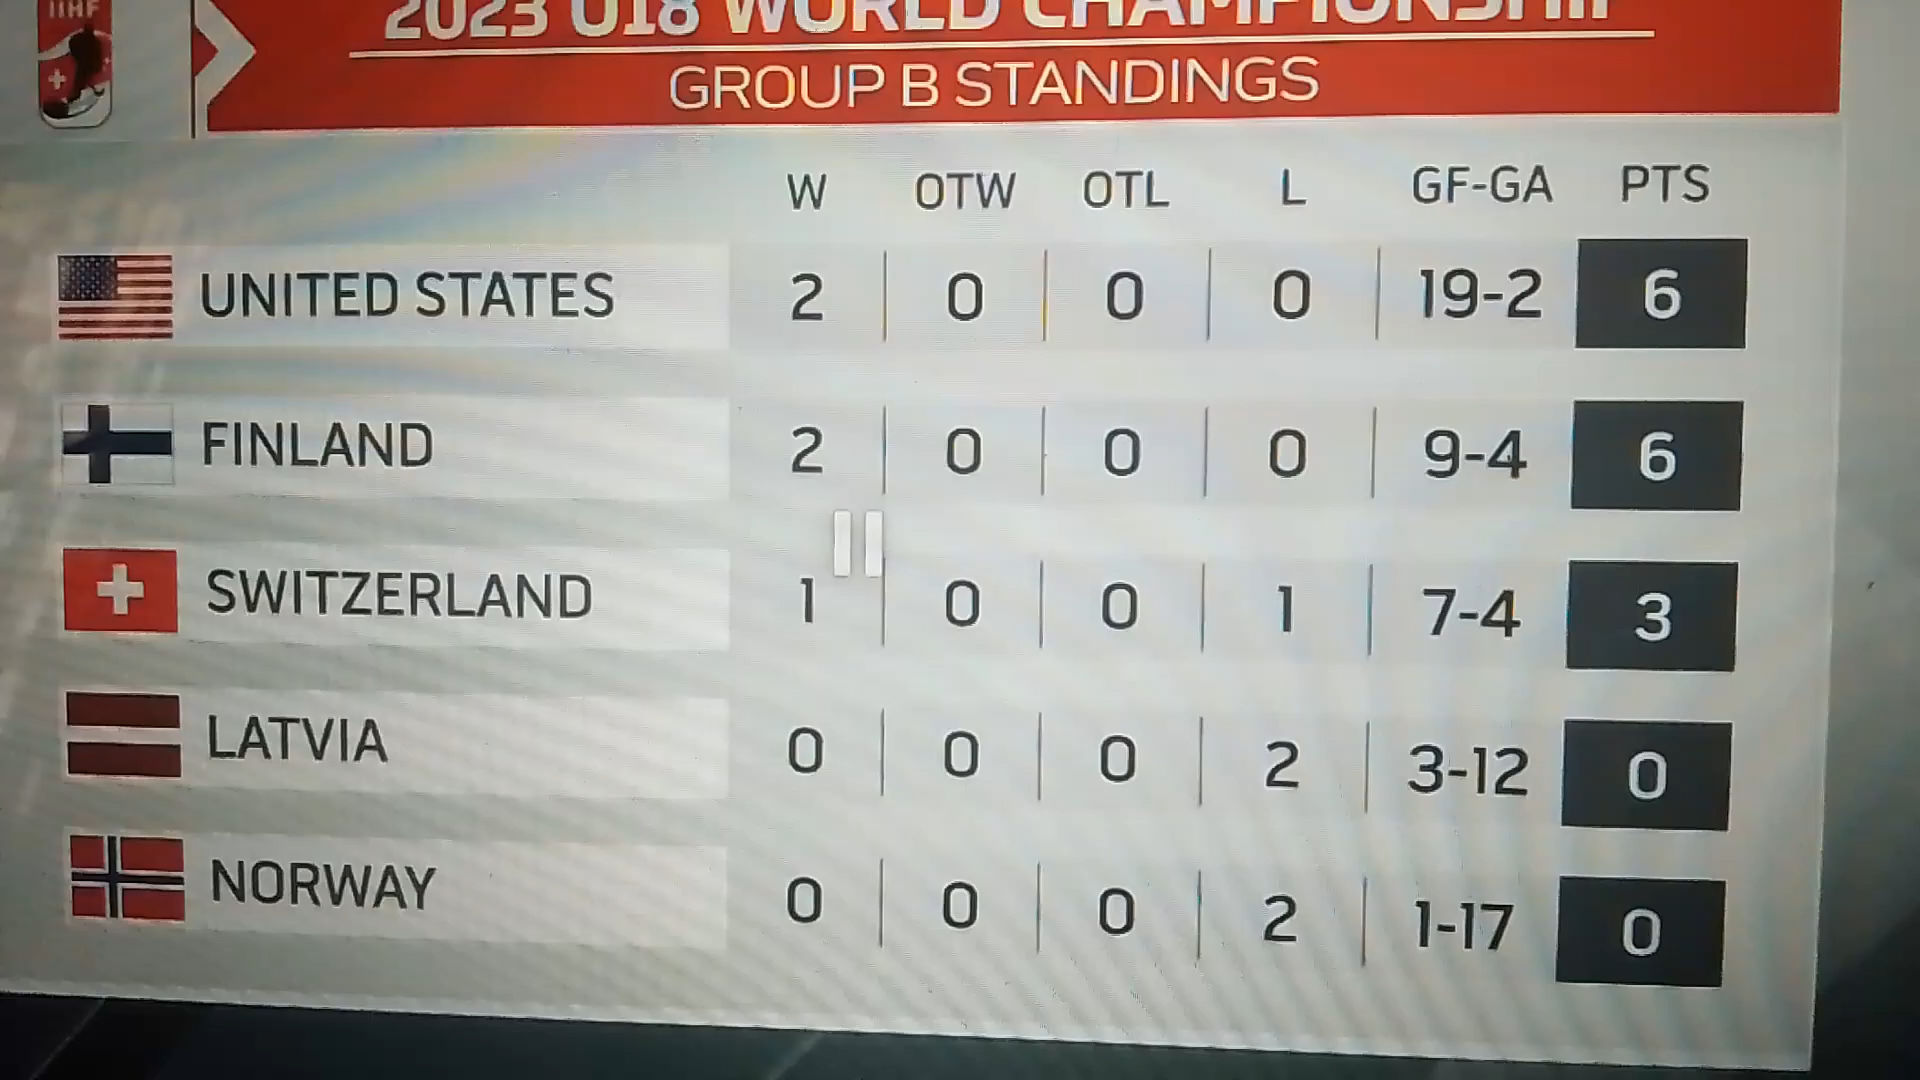 IIHF
2023 U18 WORLD CHAMPIONSHIP
GROUP B STANDINGS
W OTW OTL L GF-GA PTS
UNITED STATES 2 0 0 0 19-2 6
FINLAND 2 0 0 0 9-4 6
SWITZERLAND 1 0 0 1 7-4 3
LATVIA 0 0 0 2 3-12 0
NORWAY 0 0 0 2 1-17 0